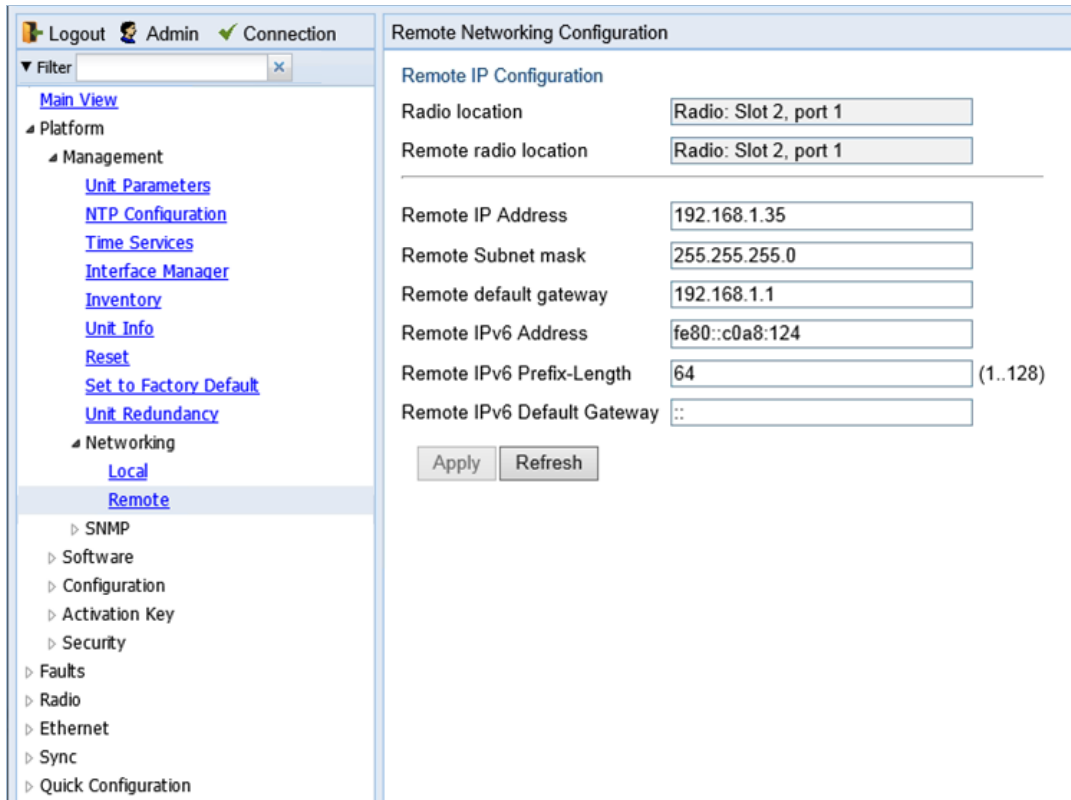 Logout Admin Connection
Filter
Main View
Platform
Management
Unit Parameters
NTP Configuration
Time Services
Interface Manager
Inventory
Unit Info
Reset
Set to Factory Default
Unit Redundancy
Networking
Local
Remote
SNMP
Software
Configuration
Activation Key
Security
Faults
Radio
Ethernet
Sync
Quick Configuration
Remote Networking Configuration
Remote IP Configuration
Radio location Radio: Slot 2, port 1
Remote radio location Radio: Slot 2, port 1
Remote IP Address 192.168.1.35
Remote Subnet mask 255.255.255.0
Remote default gateway 192.168.1.1
Remote IPv6 Address fe80::c0a8:124
Remote IPv6 Prefix-Length 64 (1..128)
Remote IPv6 Default Gateway ::
Apply Refresh